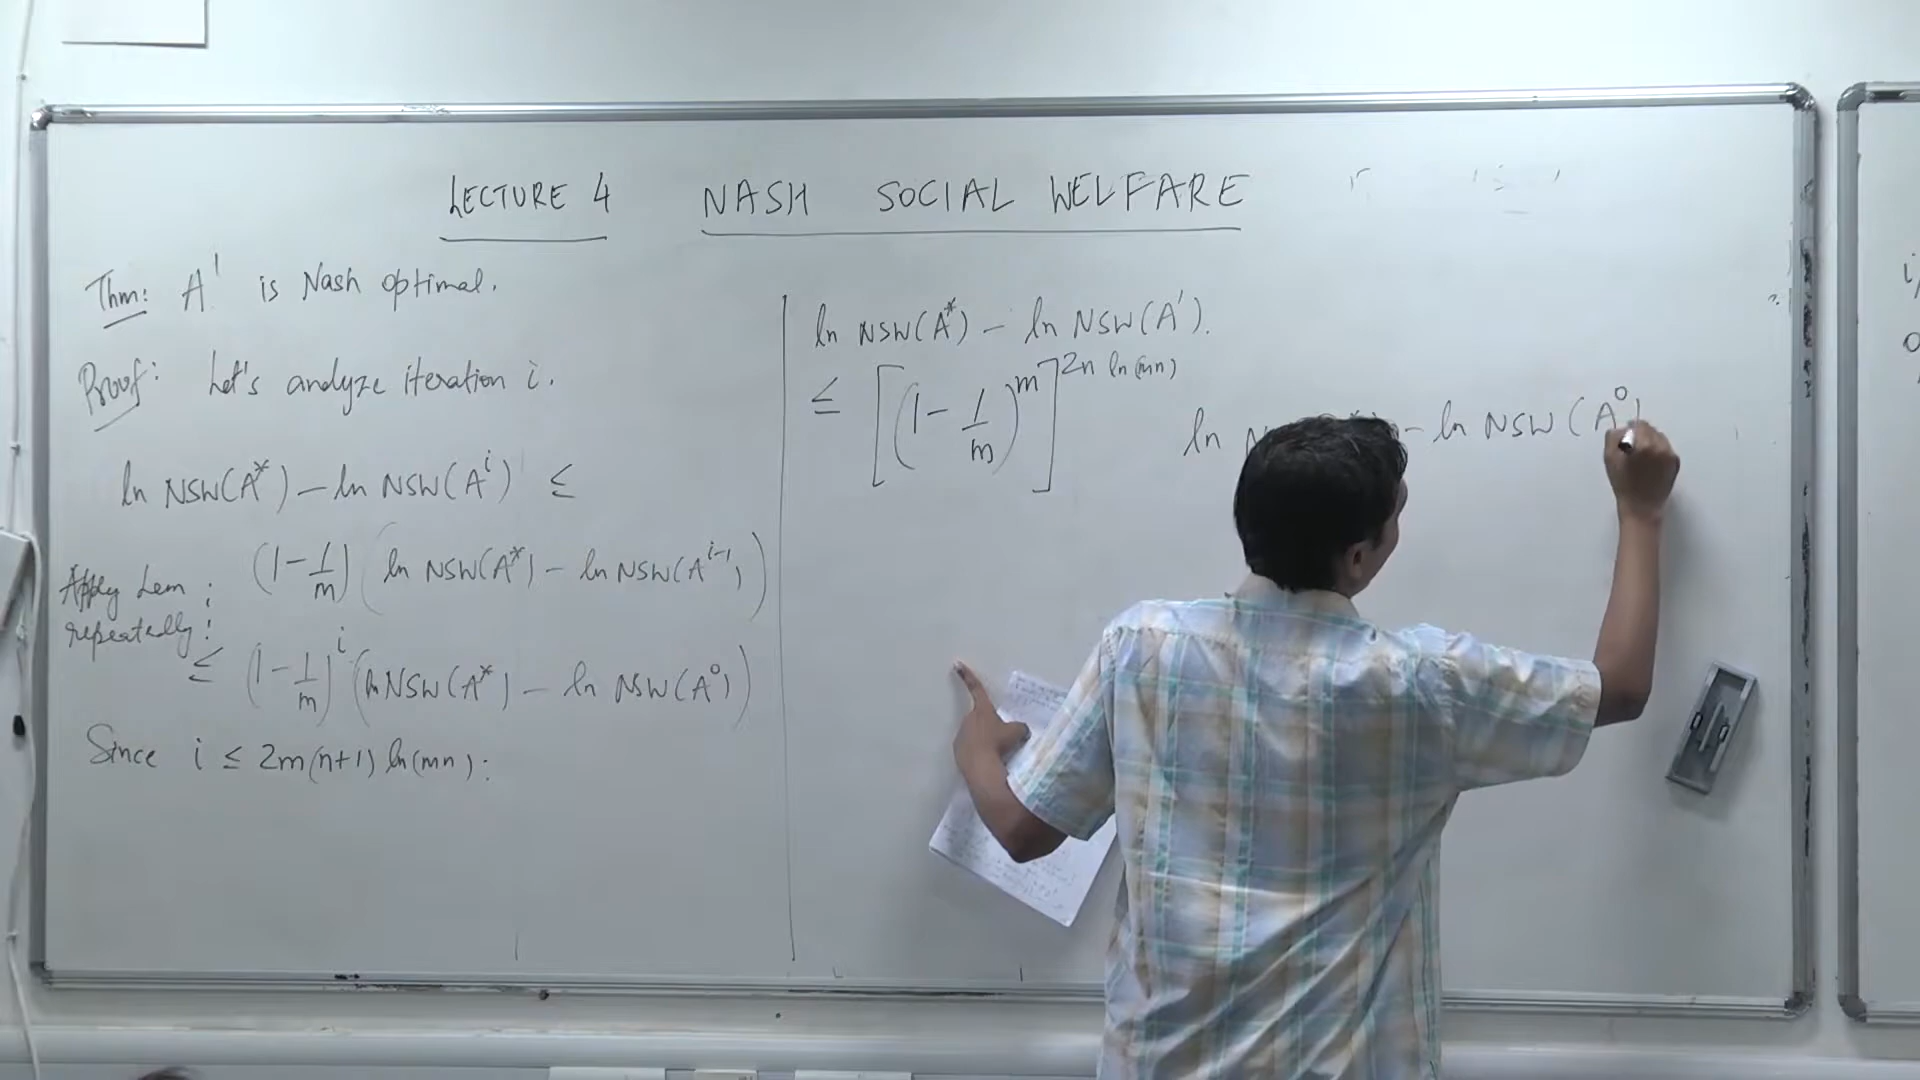 LECTURE 4 NASH SOCIAL WELFARE
Thm: A' is Nash optimal.
Proof: Let's analyze iteration i.
ln NSW(A*) – ln NSW(A^i) ≤
(1 – 1/m) (ln NSW(A*) – ln NSW(A^{i-1}))
Apply Lem
repeatedly:
≤ (1 – 1/m)^i (ln NSW(A*) – ln NSW(A^0))
Since i ≤ 2m(n+1) ln(mn):
ln NSW(A*) – ln NSW(A').
≤ [(1 – 1/m)^m]^{2n ln(mn)}
ln – ln NSW(A^0)